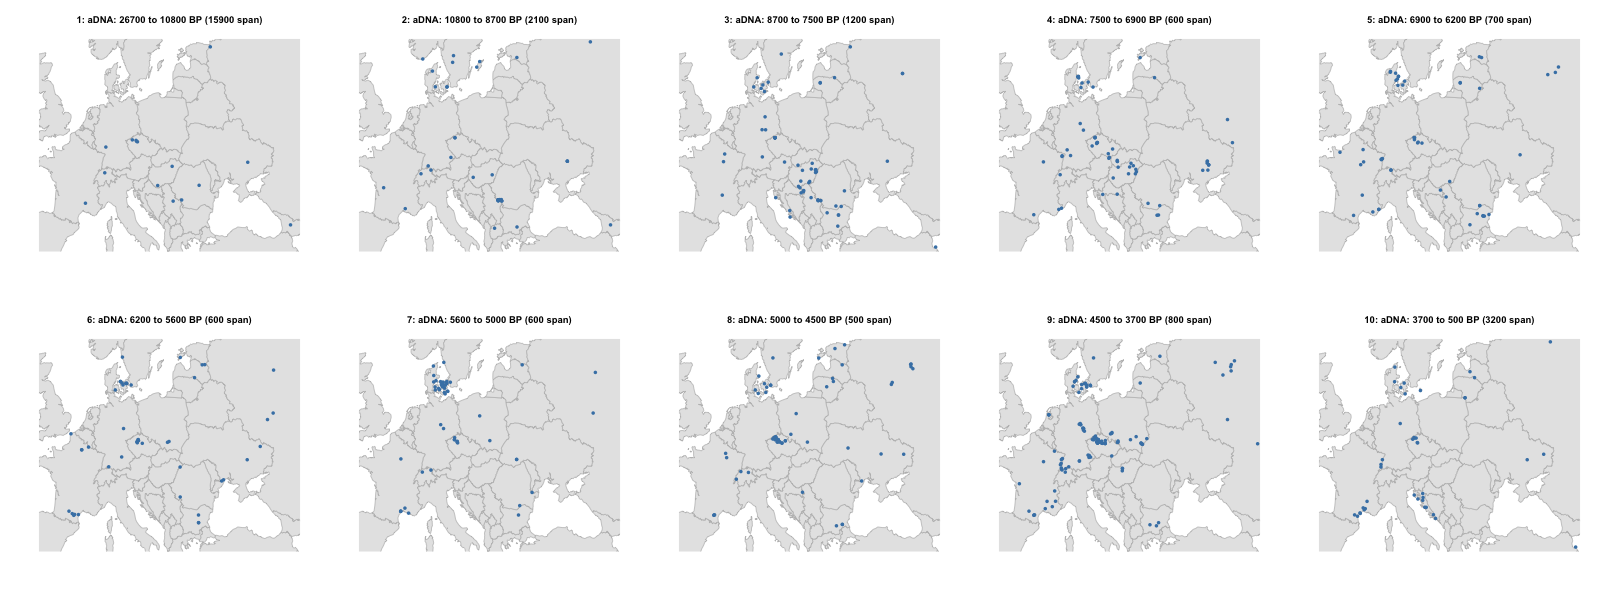 1: aDNA: 26700 to 10800 BP (15900 span)
2: aDNA: 10800 to 8700 BP (2100 span)
3: aDNA: 8700 to 7500 BP (1200 span)
4: aDNA: 7500 to 6900 BP (600 span)
5: aDNA: 6900 to 6200 BP (700 span)
6: aDNA: 6200 to 5600 BP (600 span)
7: aDNA: 5600 to 5000 BP (600 span)
8: aDNA: 5000 to 4500 BP (500 span)
9: aDNA: 4500 to 3700 BP (800 span)
10: aDNA: 3700 to 500 BP (3200 span)